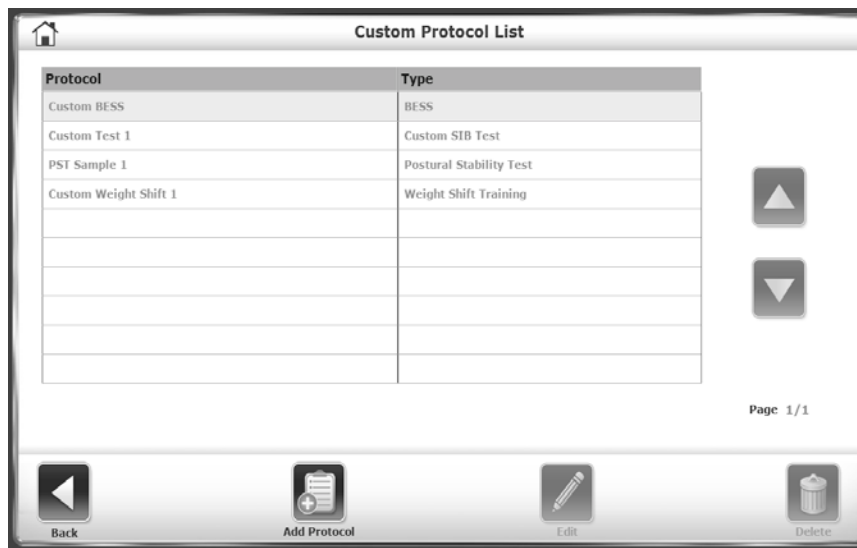 Custom Protocol List
Protocol Type
Custom BESS BESS
Custom Test 1 Custom SIB Test
PST Sample 1 Postural Stability Test
Custom Weight Shift 1 Weight Shift Training
Page 1/1
Back Add Protocol Edit Delete